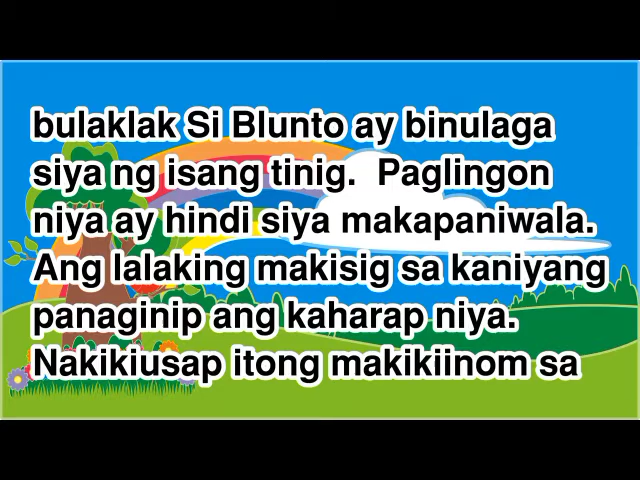 bulaklak Si Blunto ay binulaga
siya ng isang tinig.  Paglingon
niya ay hindi siya makapaniwala.
Ang lalaking makisig sa kaniyang
panaginip ang kaharap niya.
Nakikiusap itong makikiinom sa